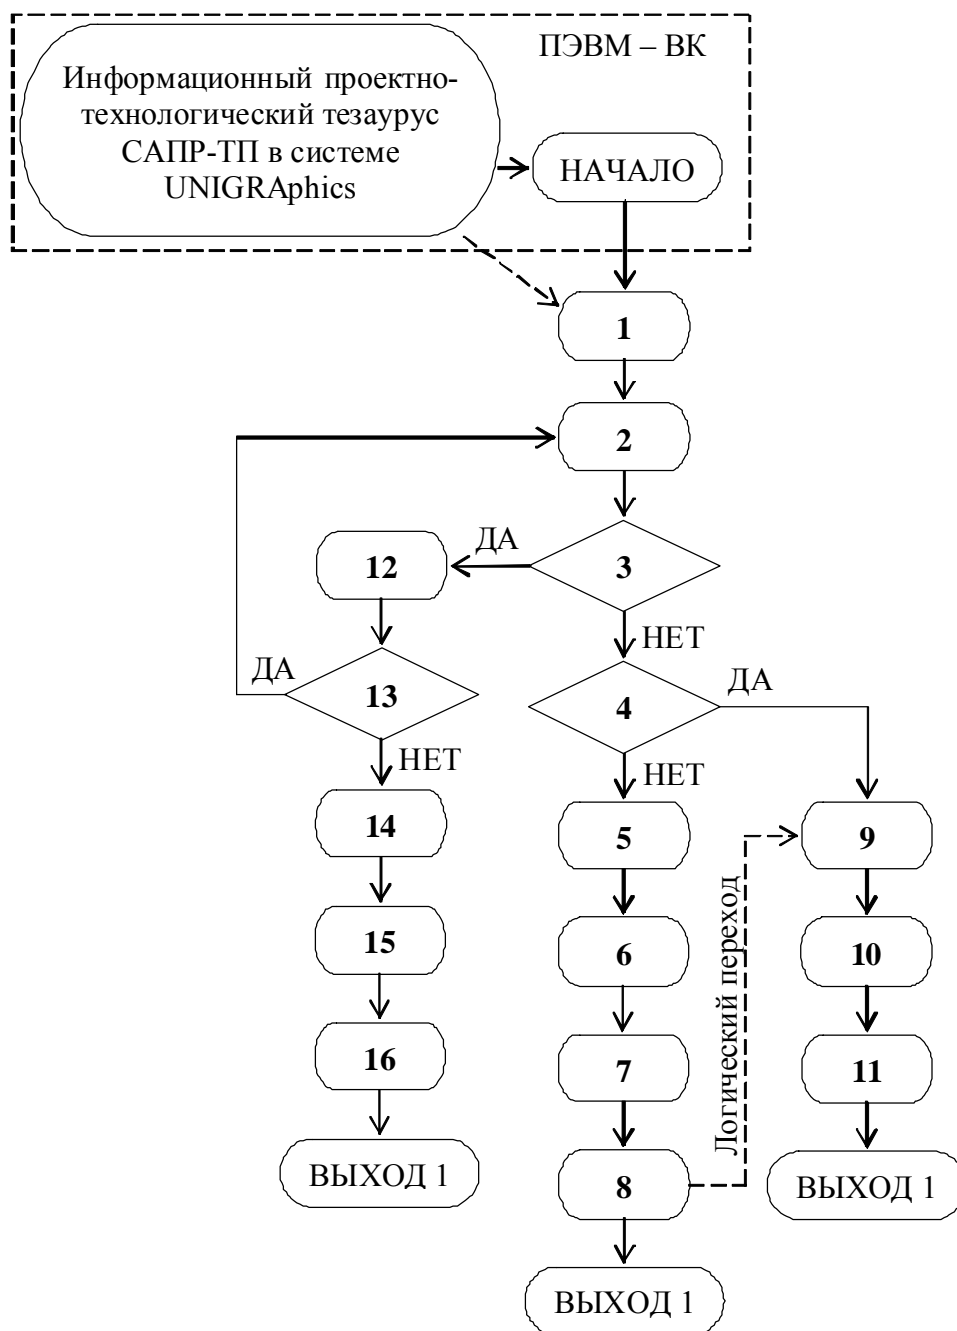 ПЭВМ – ВК
Информационный проектно-
технологический тезаурус
САПР-ТП в системе
UNIGRAphics
НАЧАЛО
1
2
3
ДА
12
НЕТ
ДА
13
4
ДА
НЕТ
НЕТ
14
5
9
Логический переход
15
6
10
16
7
11
ВЫХОД 1
8
ВЫХОД 1
ВЫХОД 1